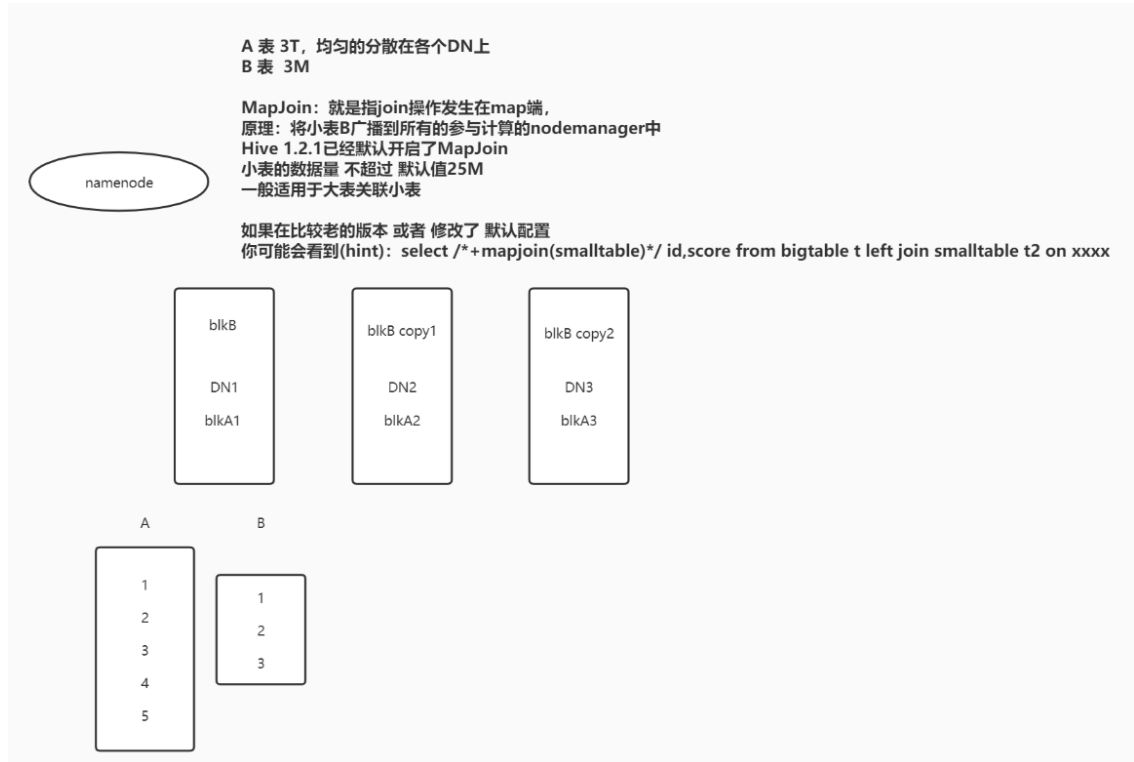 A 表 3T，均匀的分散在各个DN上
B 表  3M
MapJoin：就是指join操作发生在map端，
原理：将小表B广播到所有的参与计算的nodemanager中
Hive 1.2.1已经默认开启了MapJoin
小表的数据量 不超过 默认值25M
一般适用于大表关联小表
namenode
如果在比较老的版本 或者 修改了 默认配置
你可能会看到(hint)：select /*+mapjoin(smalltable)*/ id,score from bigtable t left join smalltable t2 on xxxx
blkB
DN1
blkA1
blkB copy1
DN2
blkA2
blkB copy2
DN3
blkA3
A
1
2
3
4
5
B
1
2
3